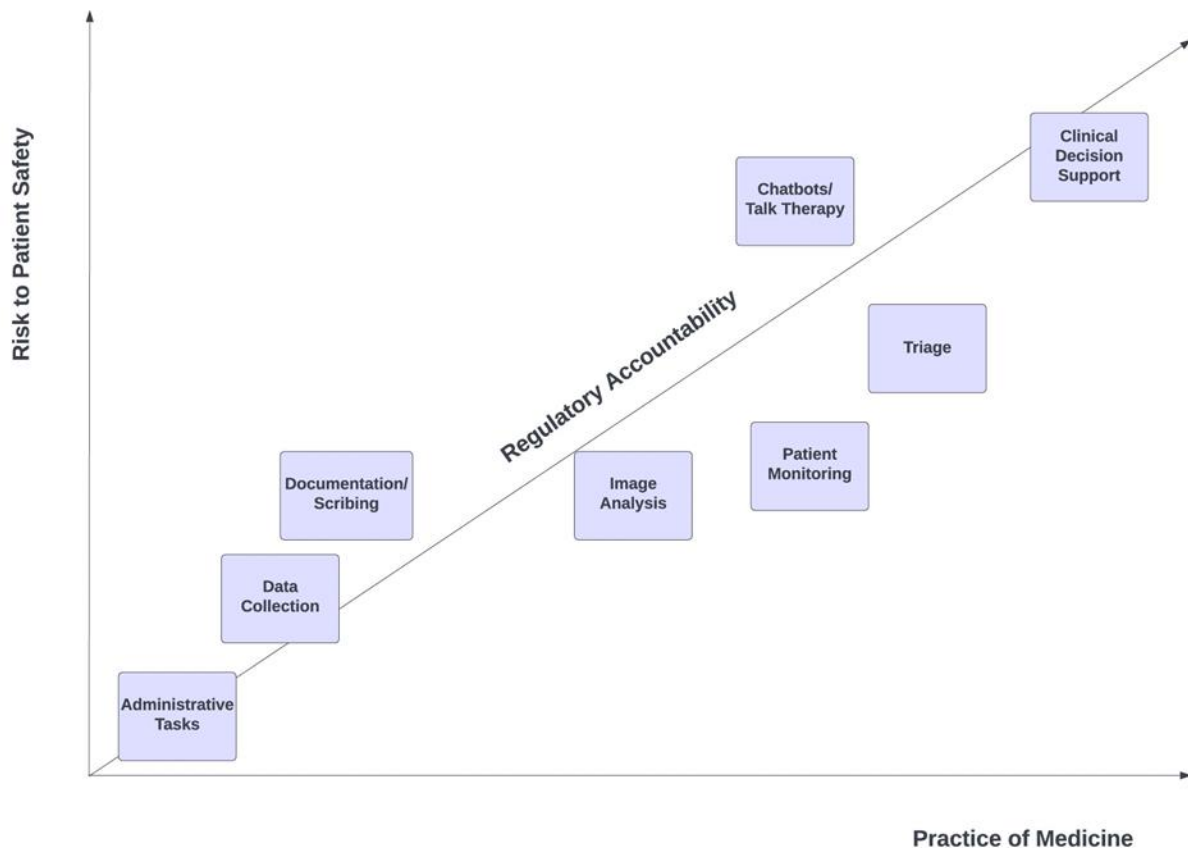 Risk to Patient Safety
Clinical
Decision
Support
Chatbots/
Talk Therapy
Regulatory Accountability
Triage
Patient
Monitoring
Documentation/
Scribing
Image
Analysis
Data
Collection
Administrative
Tasks
Practice of Medicine